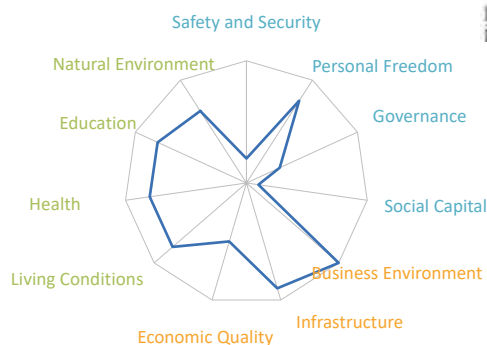 Safety and Security
Personal Freedom
Governance
Social Capital
Business Environment
Infrastructure
Economic Quality
Living Conditions
Health
Education
Natural Environment